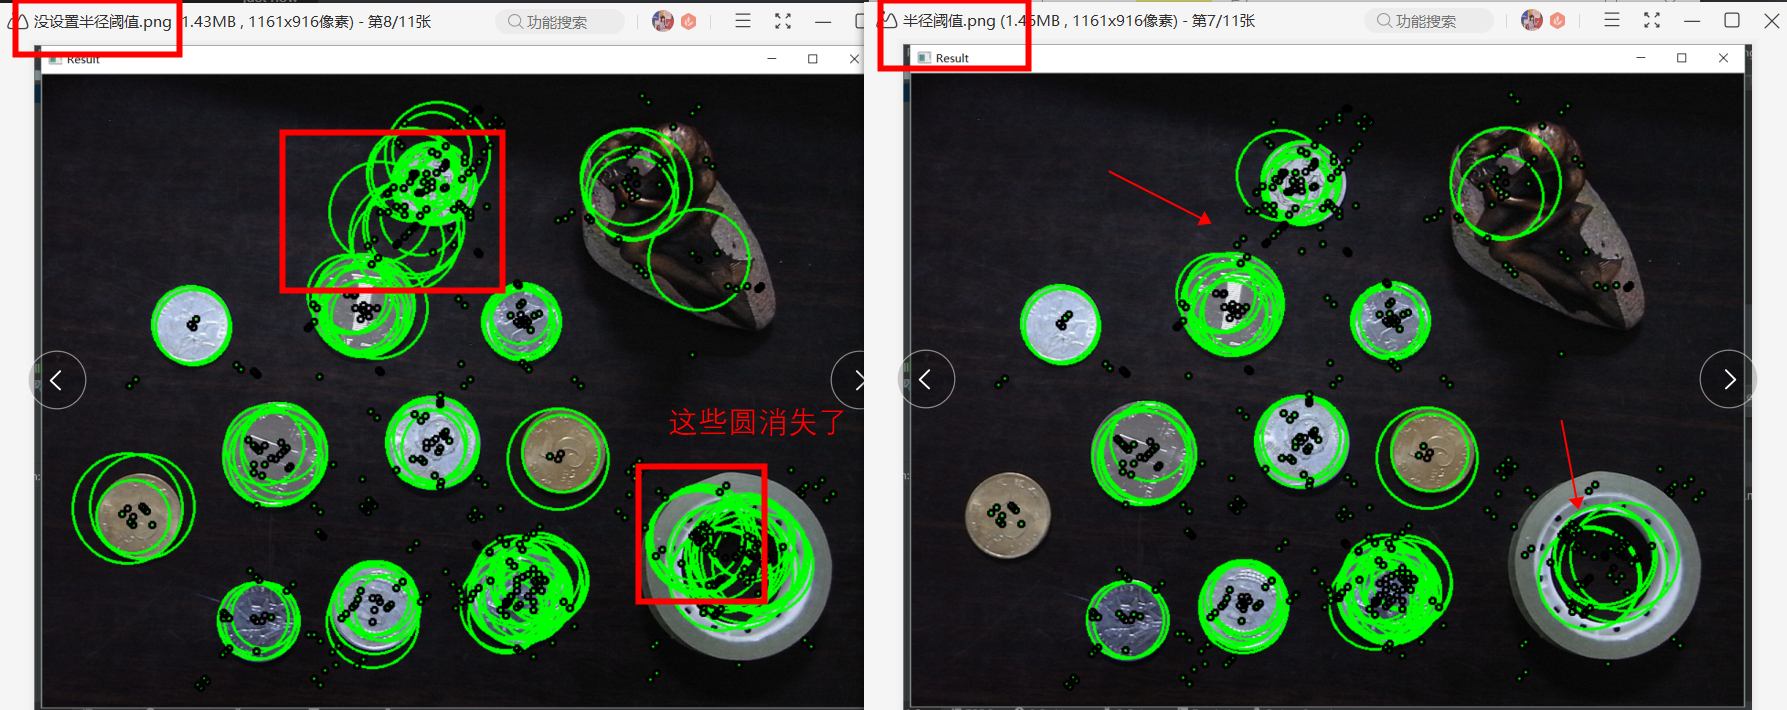 没设置半径阈值.png (1.43MB , 1161x916像素) - 第8/11张
功能搜索
Result
这些圆消失了
半径阈值.png (1.46MB , 1161x916像素) - 第7/11张
功能搜索
Result